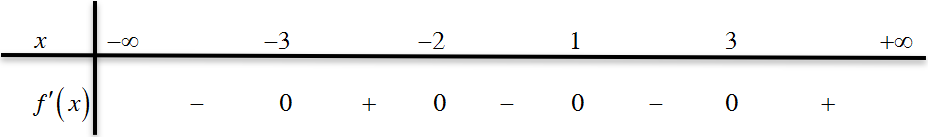 x −∞ −3 −2 1 3 +∞
f′(x) − 0 + 0 − 0 − 0 +